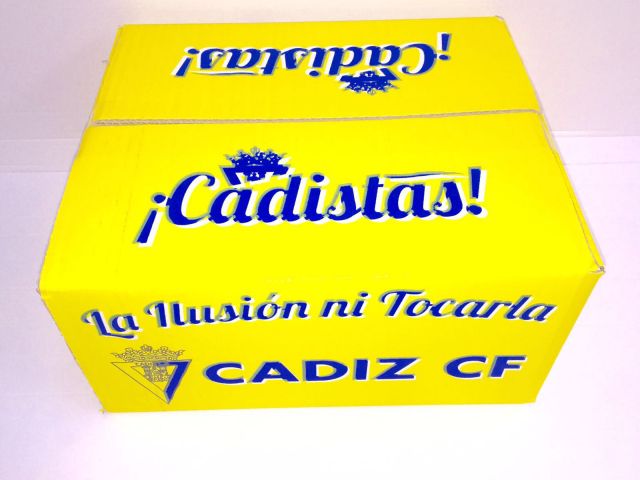 ¡Cadistas!
¡Cadistas!
La Ilusión ni Tocarla
CADIZ CF